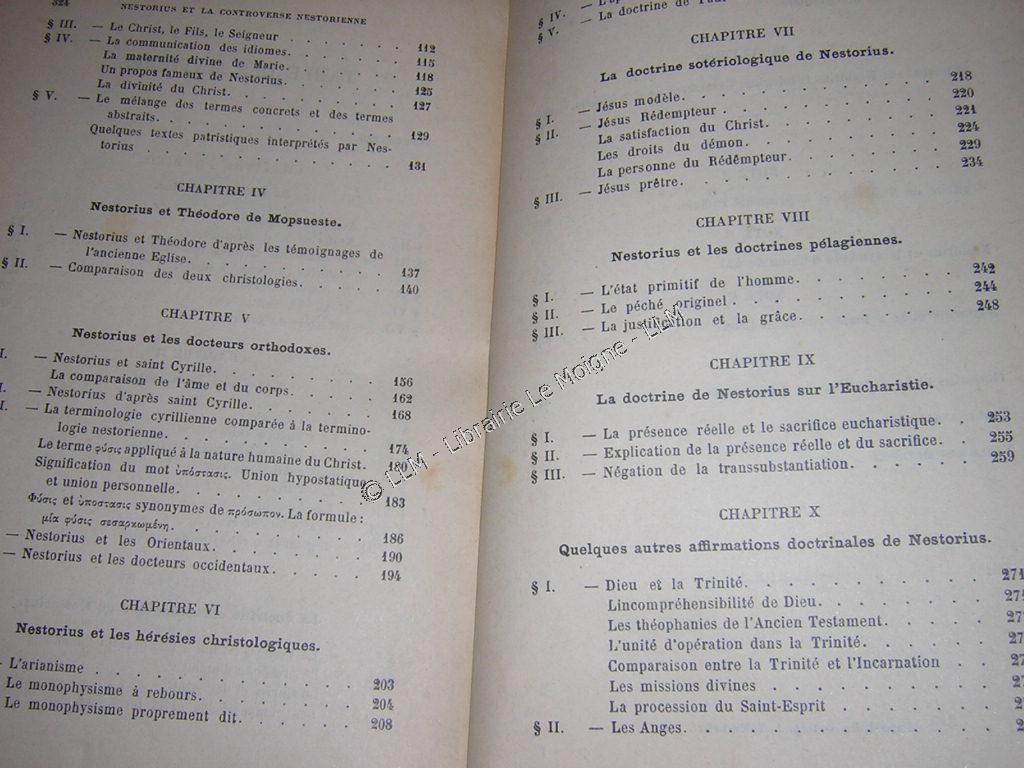 324 NESTORIUS ET LA CONTROVERSE NESTORIENNE
§ III. — Le Christ, le Fils, le Seigneur . . . . . . . 112
§ IV. — La communication des idiomes. . . . . . . 115
La maternité divine de Marie. . . . . . . 118
Un propos fameux de Nestorius. . . . . . . 125
La divinité du Christ. . . . . . . 127
§ V. — Le mélange des termes concrets et des termes
abstraits. . . . . . . 129
Quelques textes patristiques interprétés par Nes-
torius . . . . . . . 131
CHAPITRE IV
Nestorius et Théodore de Mopsueste.
§ I. — Nestorius et Théodore d'après les témoignages de
l'ancienne Eglise. . . . . . . 137
§ II. — Comparaison des deux christologies. . . . . . . 140
CHAPITRE V
Nestorius et les docteurs orthodoxes.
I. — Nestorius et saint Cyrille. . . . . . . 156
La comparaison de l'âme et du corps. . . . . . . 162
I. — Nestorius d'après saint Cyrille. . . . . . . 168
I. — La terminologie cyrillienne comparée à la termino-
logie nestorienne. . . . . . . 174
Le terme φύσις appliqué à la nature humaine du Christ. 180
Signification du mot ὑπόστασις. Union hypostatique
et union personnelle. . . . . . . 183
Φύσις et ὑποστασις synonymes de πρόσωπον. La formule :
μία φύσις σεσαρκωμένη. . . . . . . 186
— Nestorius et les Orientaux. . . . . . . 190
— Nestorius et les docteurs occidentaux. . . . . . . 194
CHAPITRE VI
Nestorius et les hérésies christologiques.
- L'arianisme . . . . . . . 203
Le monophysisme à rebours. . . . . . . 204
Le monophysisme proprement dit. . . . . . . 208
§ IV.
§ V. — La doctrine de
CHAPITRE VII
La doctrine sotériologique de Nestorius.
§ I. — Jésus modèle. . . . . . . 218
§ II. — Jésus Rédempteur . . . . . . . 220
La satisfaction du Christ. . . . . . . 221
Les droits du démon. . . . . . . 224
La personne du Rédempteur. . . . . . . 229
§ III. — Jésus prêtre. . . . . . . 234
CHAPITRE VIII
Nestorius et les doctrines pélagiennes.
§ I. — L'état primitif de l'homme. . . . . . . 242
§ II. — Le péché originel . . . . . . . 244
§ III. — La justification et la grâce. . . . . . . 248
CHAPITRE IX
La doctrine de Nestorius sur l'Eucharistie.
§ I. — La présence réelle et le sacrifice eucharistique. . 253
§ II. — Explication de la présence réelle et du sacrifice. . 255
§ III. — Négation de la transsubstantiation. . . . . . . 259
CHAPITRE X
Quelques autres affirmations doctrinales de Nestorius.
§ I. — Dieu et la Trinité. . . . . . . 271
Lincompréhensibilité de Dieu. . . . . . .
Les théophanies de l'Ancien Testament. . . . . . .
L'unité d'opération dans la Trinité. . . . . . .
Comparaison entre la Trinité et l'Incarnation . .
Les missions divines . . . . . . .
La procession du Saint-Esprit . . . . . . .
§ II. — Les Anges. . . . . . .
© LLM - Librairie Le Moigne - LLM